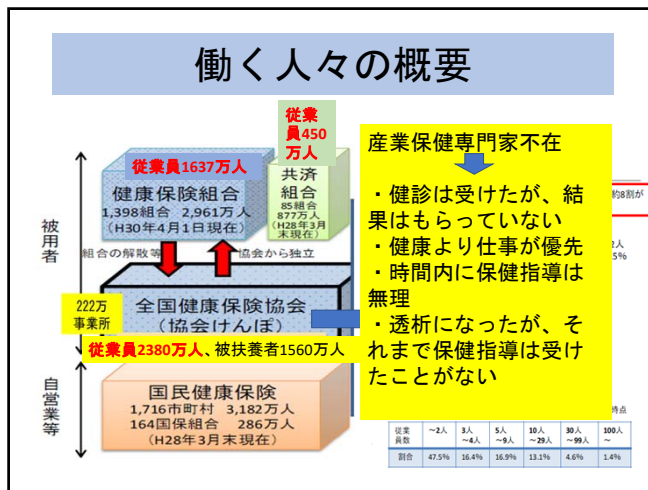 働く人々の概要
従業
員450
万人
従業員1637万人
健康保険組合
1,398組合 2,961万人
(H30年4月1日現在)
共済
組合
85組合
877万人
(H28年3月
末現在)
被用者
組合の解散等
協会から独立
222万
事業所
全国健康保険協会
(協会けんぽ)
従業員2380万人、被扶養者1560万人
自営業等
国民健康保険
1,716市町村 3,182万人
164国保組合 286万人
(H28年3月末現在)
産業保健専門家不在
・健診は受けたが、結
果はもらっていない
・健康より仕事が優先
・時間内に保健指導は
無理
・透析になったが、そ
れまで保健指導は受け
たことがない
約8割が
人
5%
時点
従業員数 ~2人 3人~4人 5人~9人 10人~29人 30人~99人 100人~
割合 47.5% 16.4% 16.9% 13.1% 4.6% 1.4%